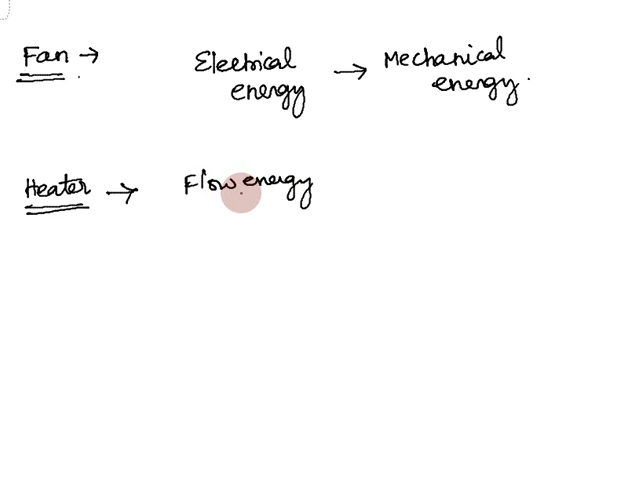 Fan → Electrical energy → Mechanical energy.
Heater → Flow energy